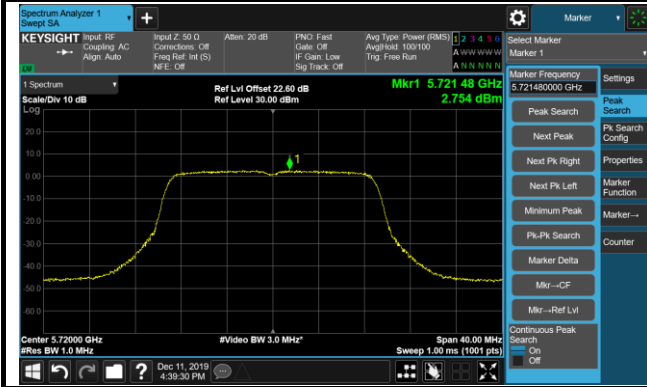 Spectrum Analyzer 1
Swept SA
Marker
KEYSIGHT
Input: RF
Coupling: AC
Align: Auto
Input Z: 50 Ω
Corrections: Off
Freq Ref: Int (S)
NFE: Off
Atten: 20 dB
PNO: Fast
Gate: Off
IF Gain: Low
Sig Track: Off
Avg Type: Power (RMS)
Avg|Hold: 100/100
Trig: Free Run
1 2 3 4 5 6
A W W W W W
A N N N N N
Select Marker
Marker 1
1 Spectrum
Scale/Div 10 dB
Log
Ref Lvl Offset 22.60 dB
Ref Level 30.00 dBm
Mkr1 5.721 48 GHz
2.754 dBm
Marker Frequency
5.721480000 GHz
Peak Search
Next Peak
Next Pk Right
Next Pk Left
Minimum Peak
Pk-Pk Search
Marker Delta
Mkr→CF
Mkr→Ref Lvl
Continuous Peak
Search
On
Off
Settings
Peak
Search
Pk Search
Config
Properties
Marker
Function
Marker→
Counter
20.0
10.0
0.00
-10.0
-20.0
-30.0
-40.0
-50.0
-60.0
1
Center 5.72000 GHz
#Res BW 1.0 MHz
#Video BW 3.0 MHz*
Span 40.00 MHz
Sweep 1.00 ms (1001 pts)
Dec 11, 2019
4:39:30 PM